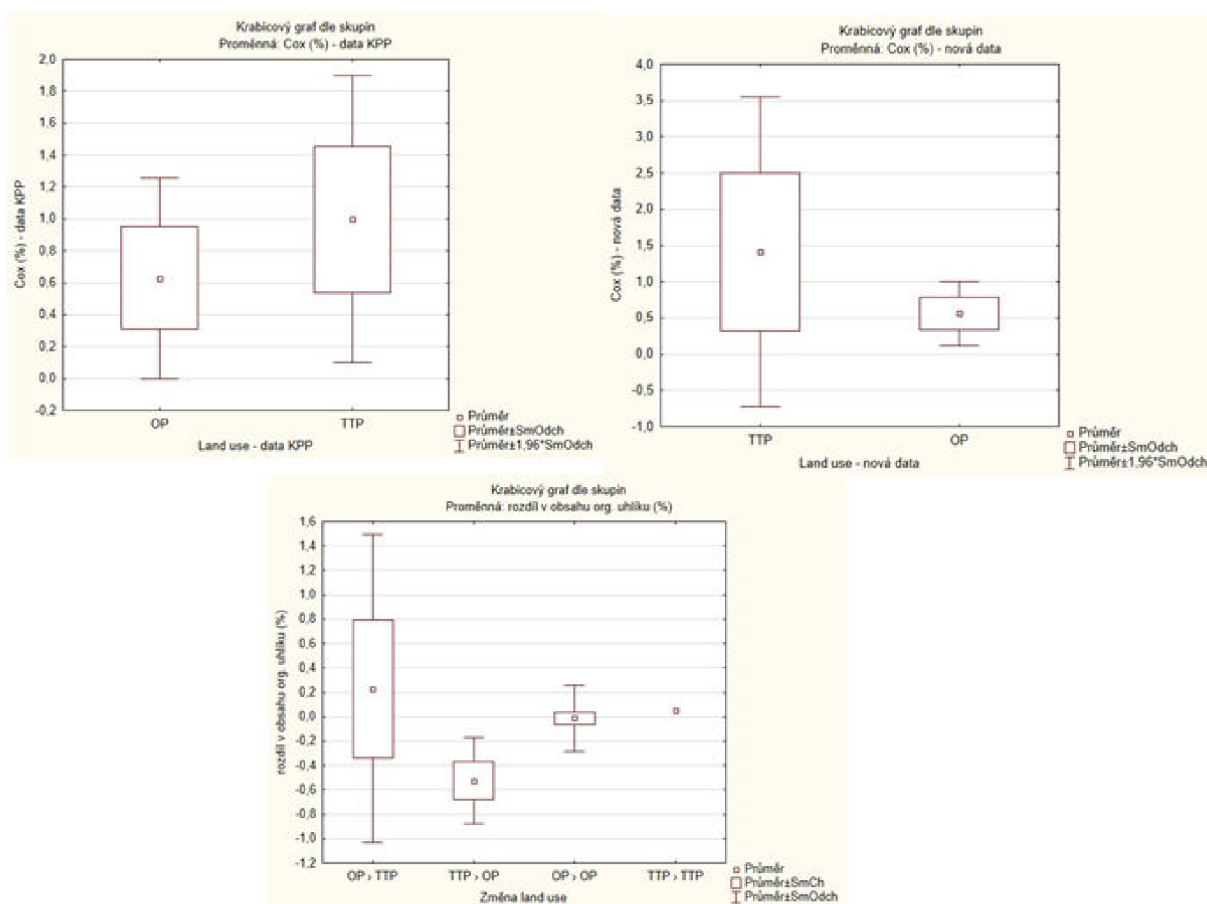 Krabicový graf dle skupin
Proměnná: Cox (%) - data KPP
Cox (%) - data KPP
2,0
1,8
1,6
1,4
1,2
1,0
0,8
0,6
0,4
0,2
0,0
-0,2
OP TTP
Land use - data KPP
Průměr
Průměr±SmOdch
Průměr±1,96*SmOdch
Krabicový graf dle skupin
Proměnná: Cox (%) - nová data
Cox (%) - nová data
4,0
3,5
3,0
2,5
2,0
1,5
1,0
0,5
0,0
-0,5
-1,0
TTP OP
Land use - nová data
Průměr
Průměr±SmOdch
Průměr±1,96*SmOdch
Krabicový graf dle skupin
Proměnná: rozdíl v obsahu org. uhlíku (%)
rozdíl v obsahu org. uhlíku (%)
1,6
1,4
1,2
1,0
0,8
0,6
0,4
0,2
0,0
-0,2
-0,4
-0,6
-0,8
-1,0
-1,2
OP > TTP TTP > OP OP > OP TTP > TTP
Změna land use
Průměr
Průměr±SmCh
Průměr±SmOdch